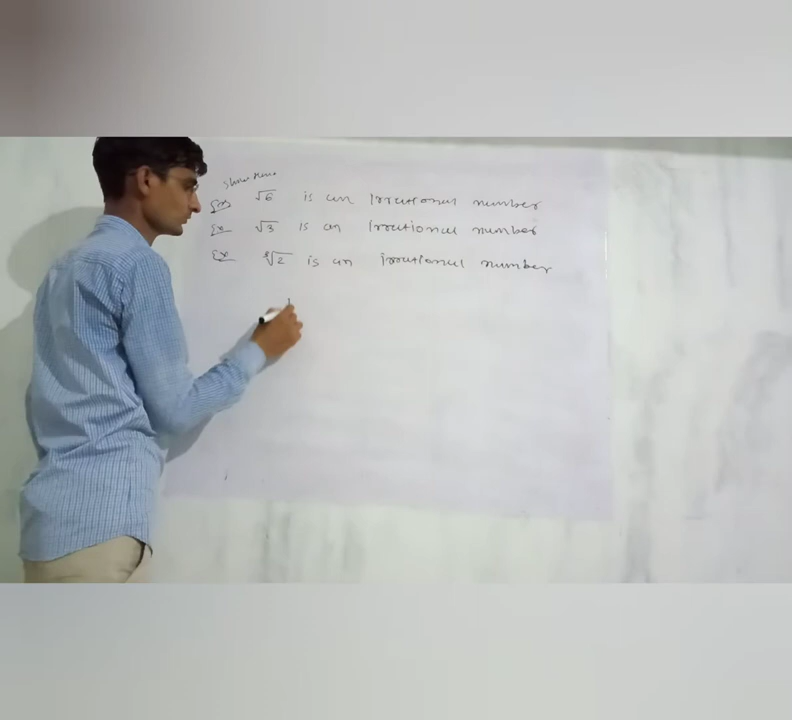 Show that
Ex √6 is an Irrational number
Ex √3 is an Irrational number
Ex ∛2 is an irrational number